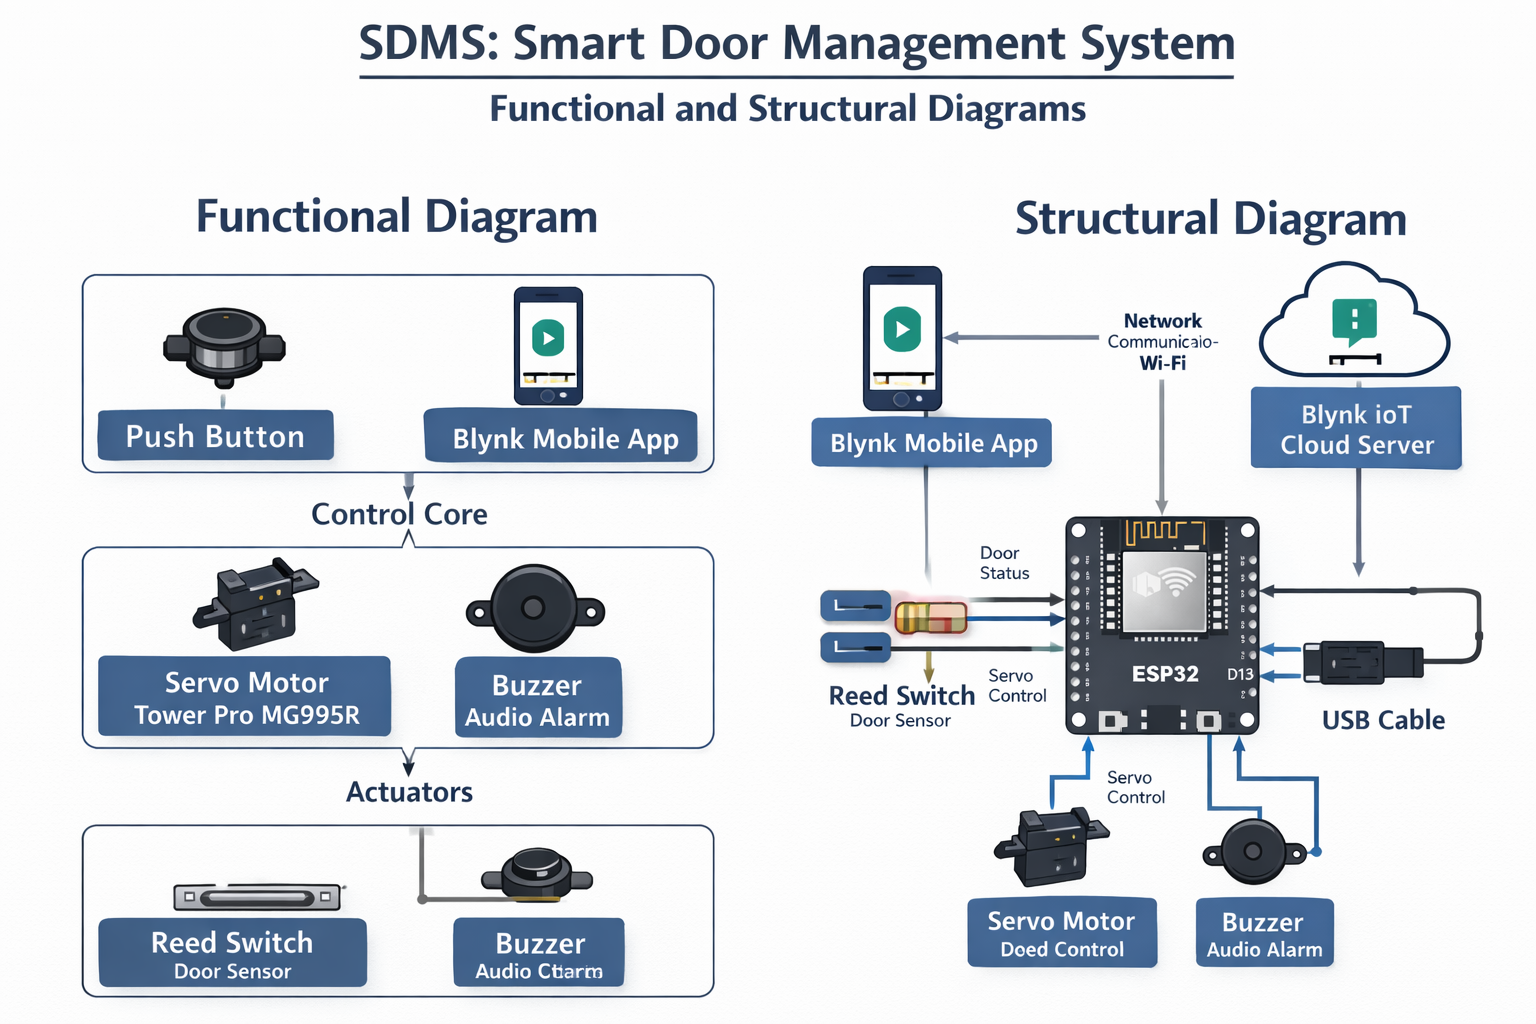 SDMS: Smart Door Management System
Functional and Structural Diagrams
Functional Diagram
Push Button
Blynk Mobile App
Control Core
Servo Motor
Tower Pro MG995R
Buzzer
Audio Alarm
Actuators
Reed Switch
Door Sensor
Buzzer
Audio
Structural Diagram
Network
Communicaio-
Wi-Fi
Blynk Mobile App
Blynk ioT
Cloud Server
Door
Status
ESP32
D13
Servo
Control
Reed Switch
Door Sensor
USB Cable
Servo
Control
Servo Motor
Doed Control
Buzzer
Audio Alarm